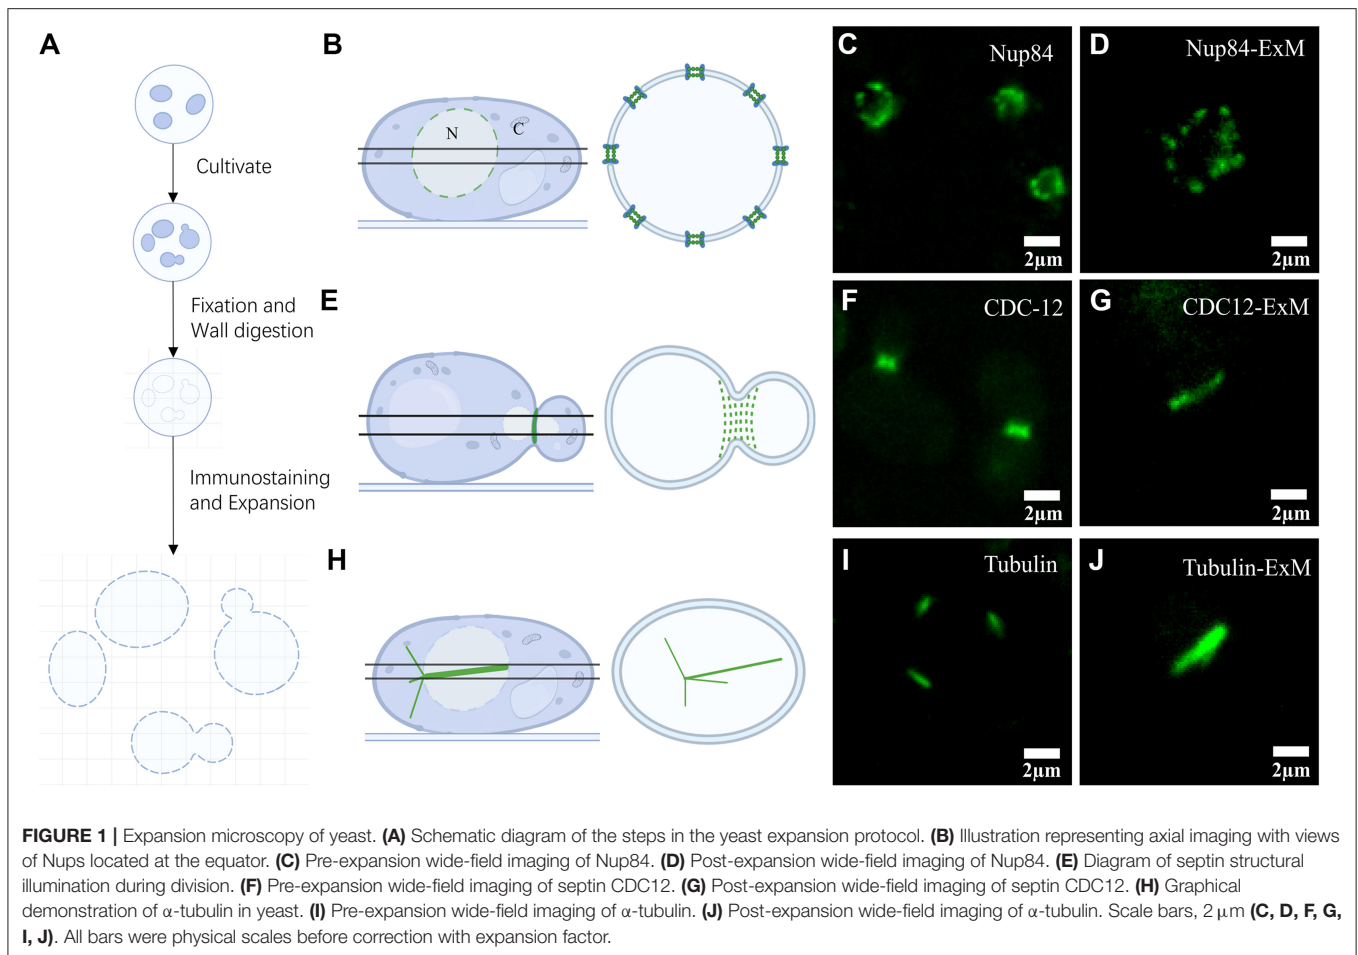 A
Cultivate
Fixation and
Wall digestion
Immunostaining
and Expansion
B
N
C
C
Nup84
2μm
D
Nup84-ExM
2μm
E
F
CDC-12
2μm
G
CDC12-ExM
2μm
H
I
Tubulin
2μm
J
Tubulin-ExM
2μm
FIGURE 1 | Expansion microscopy of yeast. (A) Schematic diagram of the steps in the yeast expansion protocol. (B) Illustration representing axial imaging with views
of Nups located at the equator. (C) Pre-expansion wide-field imaging of Nup84. (D) Post-expansion wide-field imaging of Nup84. (E) Diagram of septin structural
illumination during division. (F) Pre-expansion wide-field imaging of septin CDC12. (G) Post-expansion wide-field imaging of septin CDC12. (H) Graphical
demonstration of α-tubulin in yeast. (I) Pre-expansion wide-field imaging of α-tubulin. (J) Post-expansion wide-field imaging of α-tubulin. Scale bars, 2 μm (C, D, F, G,
I, J). All bars were physical scales before correction with expansion factor.